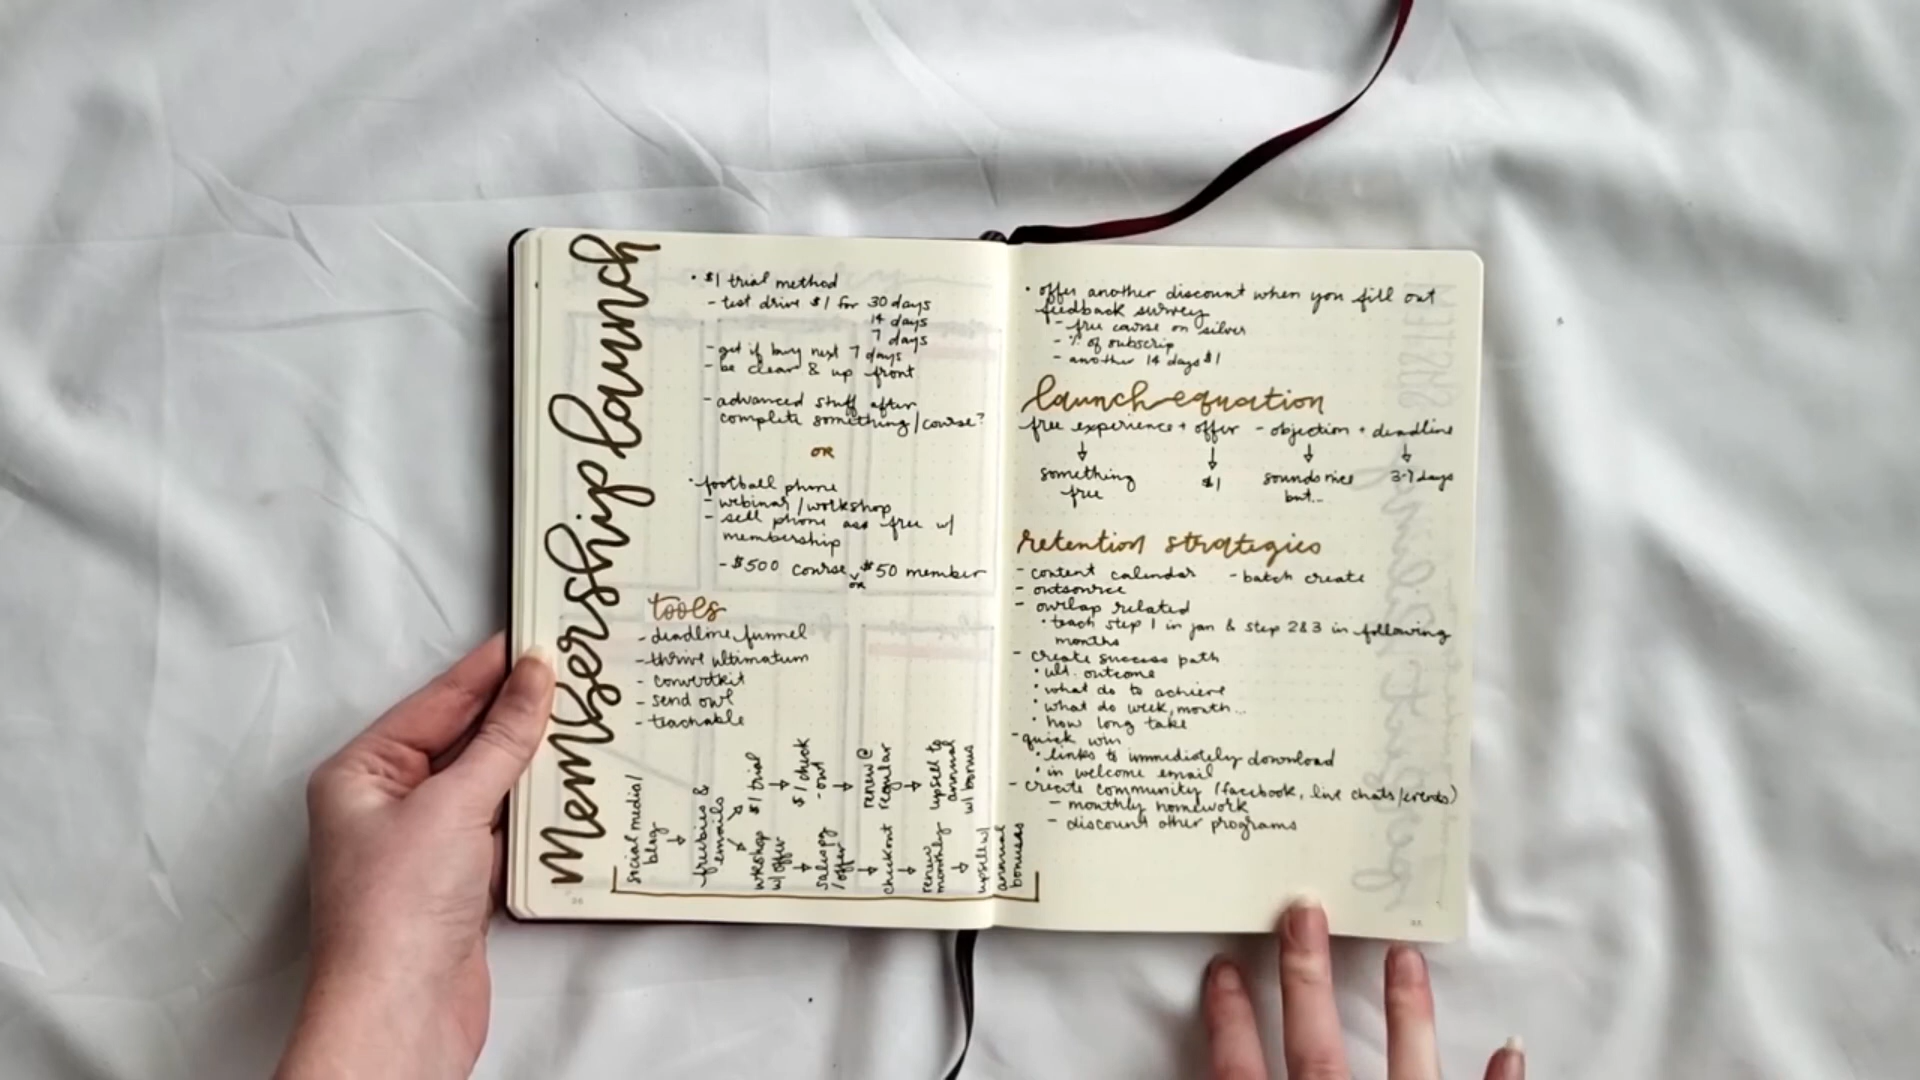 Membership launch
• $1 trial method
- test drive $1 for 30 days
14 days
7 days
- get if buy next 7 days
- be clear & up front
- advanced stuff after
complete something/course?
OR
• football phone
- webinar/workshop
- sell phone free w/
membership
- $500 course or $50 member
tools
- deadline funnel
- thrive ultimatum
- convertkit
- send owl
- teachable
social media/
blog →
freebies &
emails
→ $1 trial
→ $1 check
-out
→ renew @
regular
→ upsell to
annual
w/ bonus
→ wkshop
w/ offer
→ sales pg
/offer
→ checkout
→ renew
monthly
→ upsell w/
annual
bonuses
• offer another discount when you fill out
feedback survey
- free course on silver
- % of subscrip
- another 14 days $1
launch equation
free experience + offer - objection + deadline
↓ ↓ ↓ ↓
something $1 sounds nice 3-7 days
free but...
retention strategies
- content calendar - batch create
- outsource
- ovrlap related
• teach step 1 in jan & step 2&3 in following
months
- create success path
• ult. outcome
• what do to achieve
• what do week, month...
• how long take
- quick win
• links to immediately download
• in welcome email
- create community (facebook, live chats/events)
- monthly homework
- discount other programs